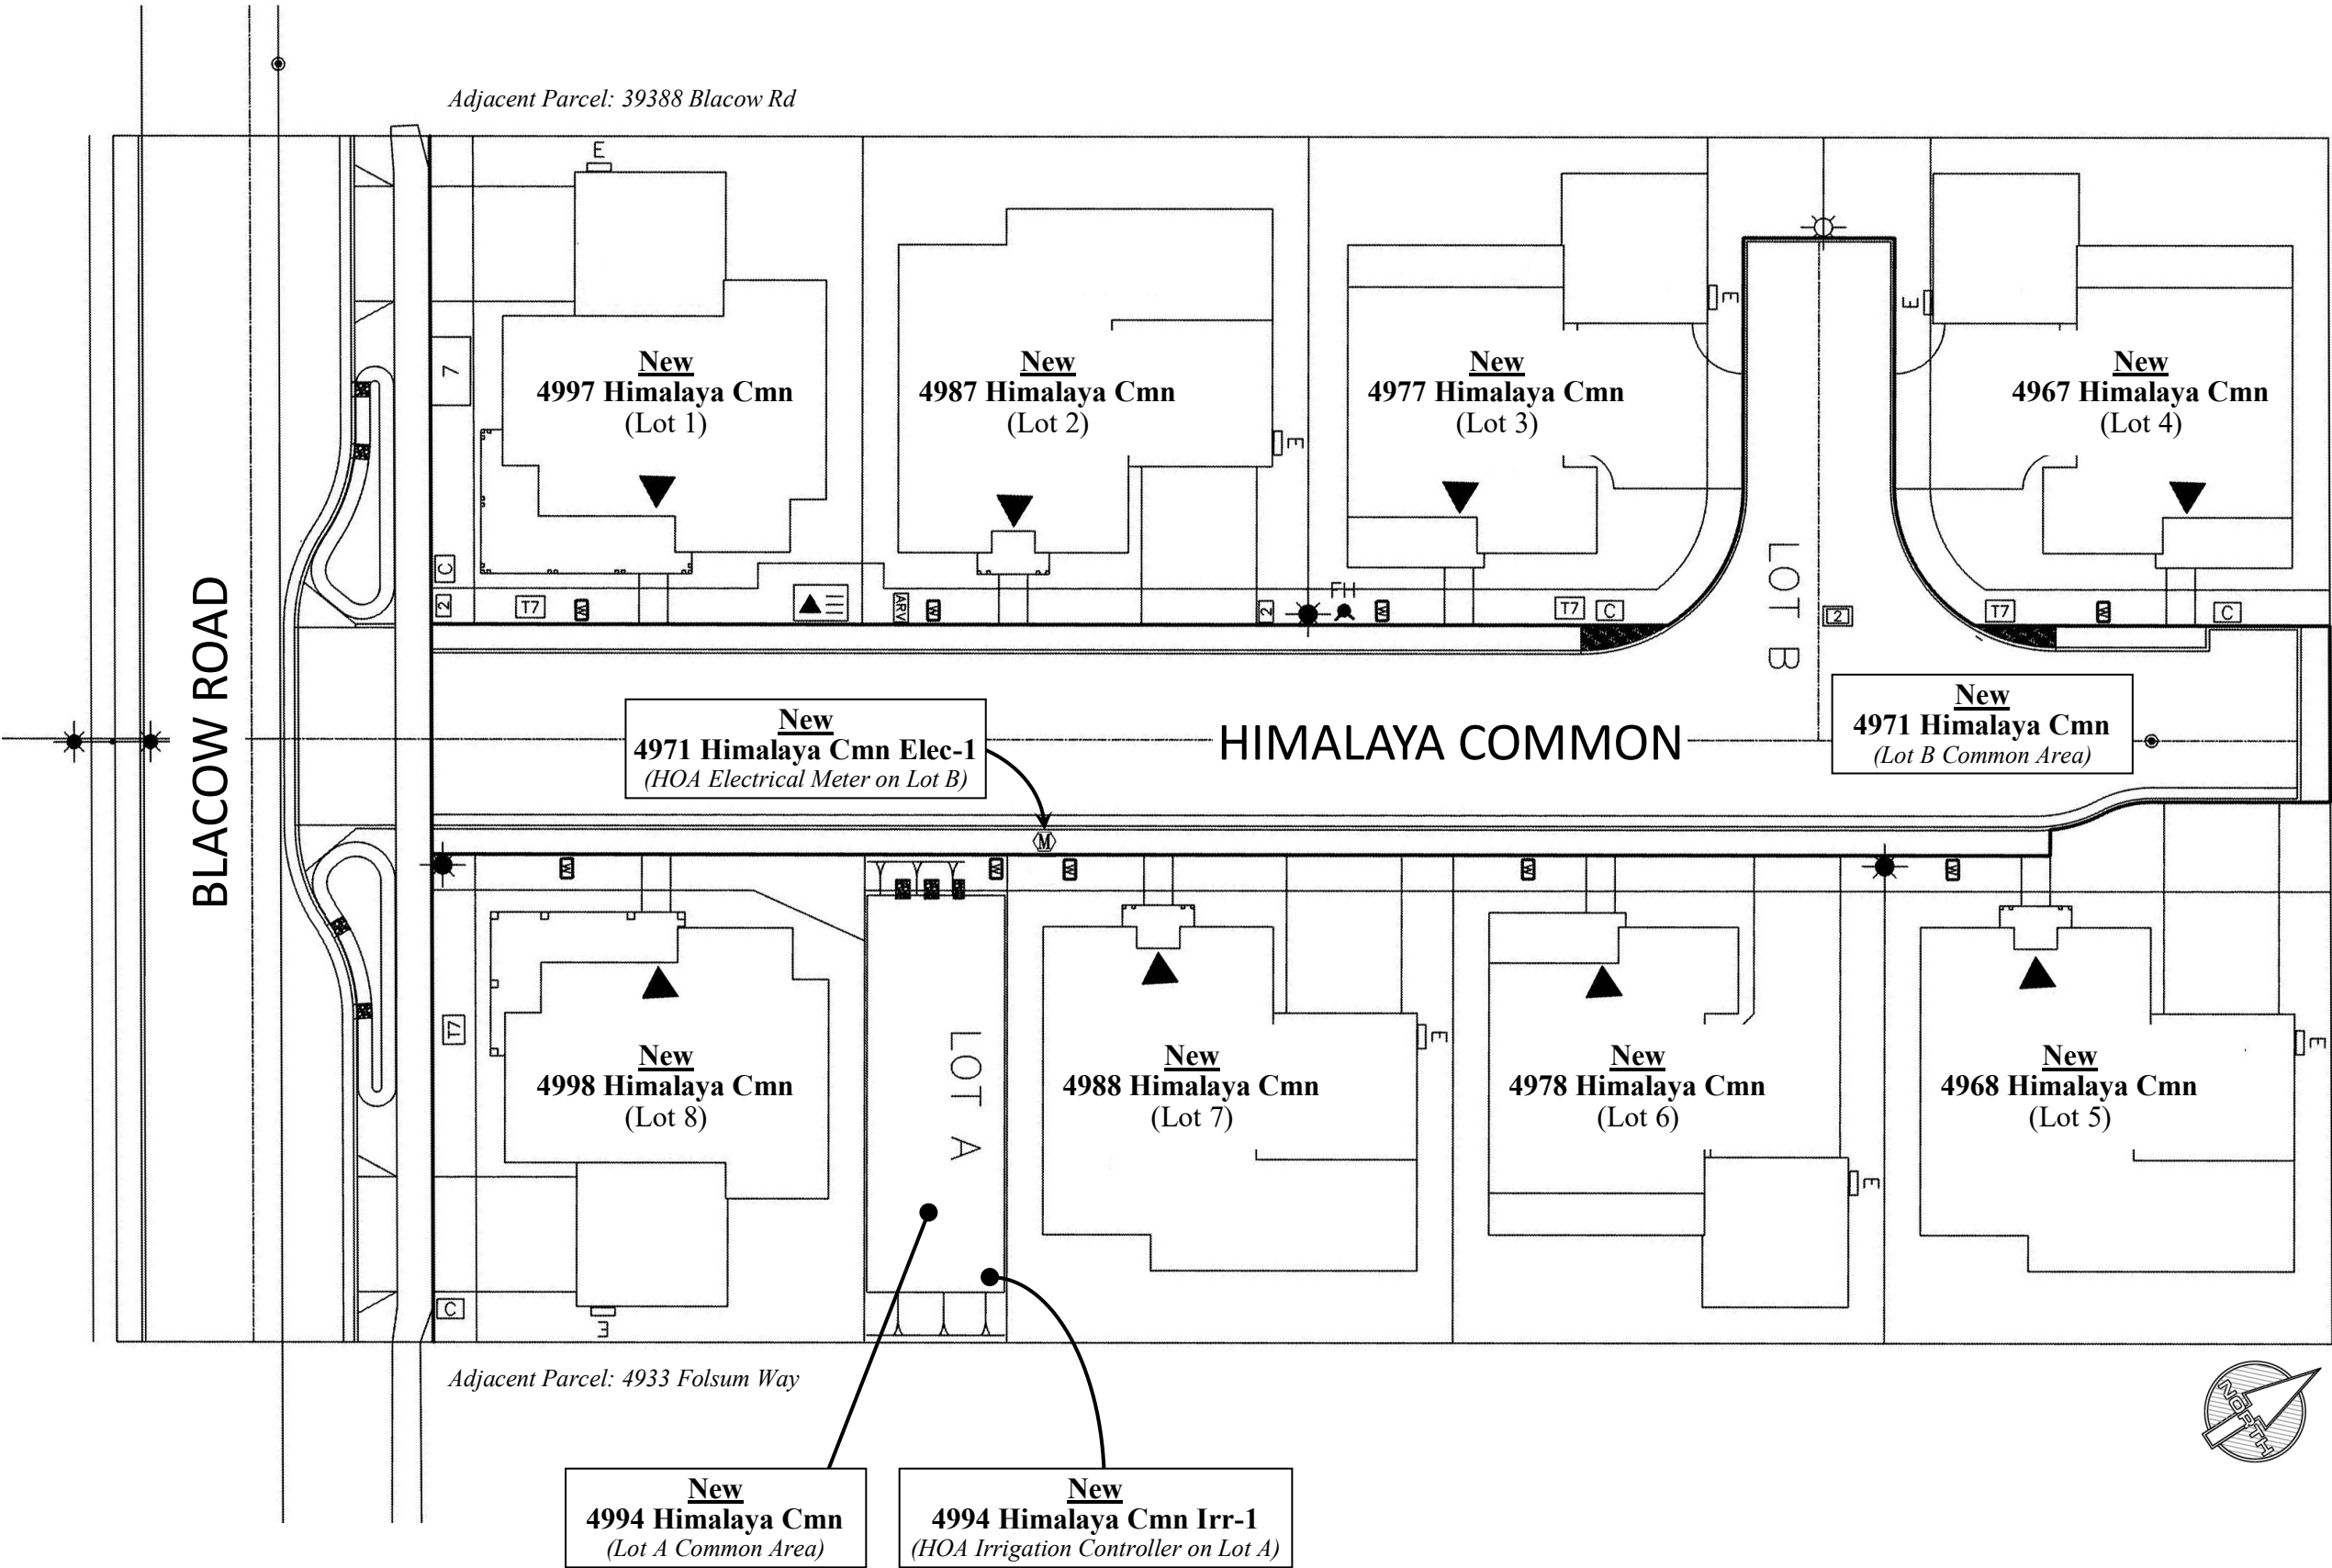 Adjacent Parcel: 39388 Blacow Rd
E
7
New
4997 Himalaya Cmn
(Lot 1)
New
4987 Himalaya Cmn
(Lot 2)
E
New
4977 Himalaya Cmn
(Lot 3)
E
E
New
4967 Himalaya Cmn
(Lot 4)
LOT B
C
2
T7
W
ARV
W
2
FH
W
T7
C
2
T7
W
C
BLACOW ROAD
New
4971 Himalaya Cmn Elec-1
(HOA Electrical Meter on Lot B)
HIMALAYA COMMON
New
4971 Himalaya Cmn
(Lot B Common Area)
M
W
W
W
W
W
T7
New
4998 Himalaya Cmn
(Lot 8)
LOT A
New
4988 Himalaya Cmn
(Lot 7)
E
New
4978 Himalaya Cmn
(Lot 6)
E
New
4968 Himalaya Cmn
(Lot 5)
E
C
E
Adjacent Parcel: 4933 Folsum Way
NORTH
New
4994 Himalaya Cmn
(Lot A Common Area)
New
4994 Himalaya Cmn Irr-1
(HOA Irrigation Controller on Lot A)